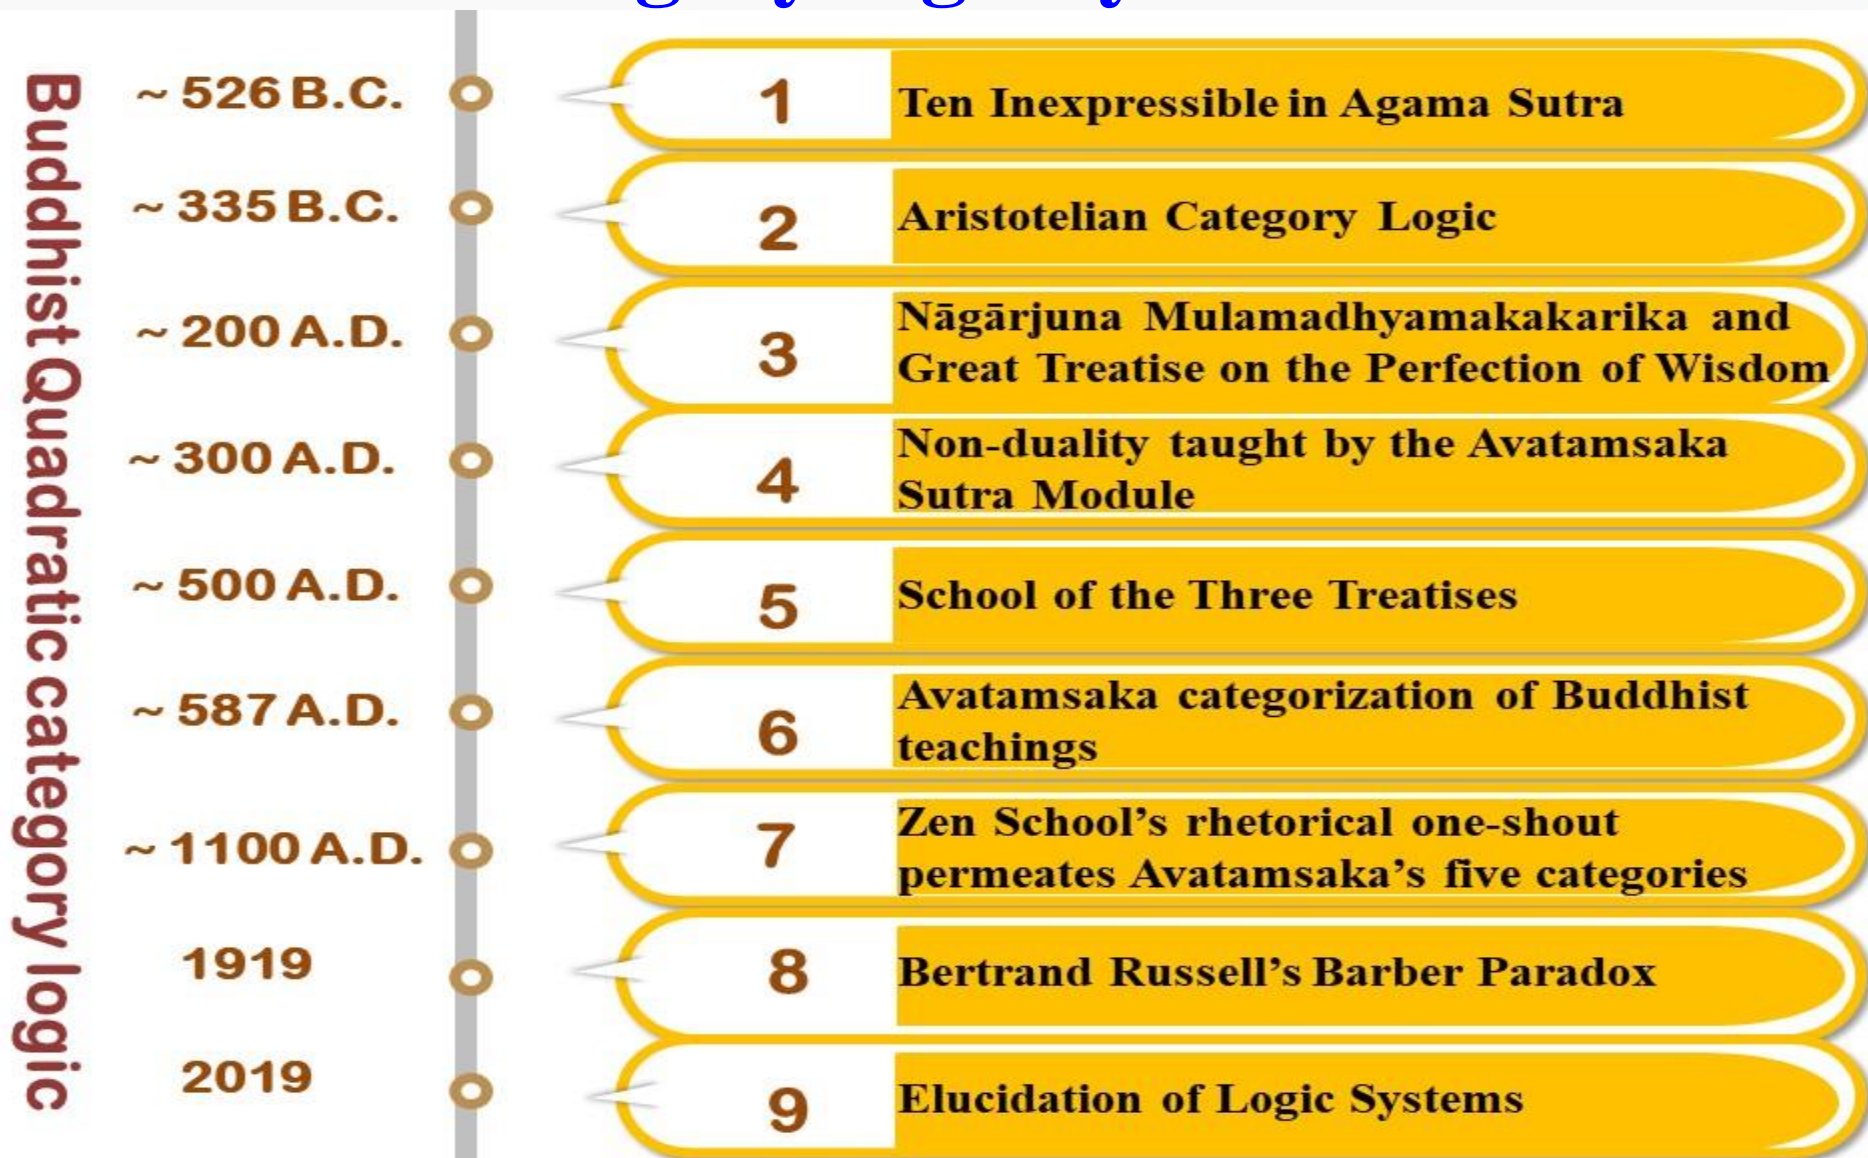 Buddhist Quadratic category logic
~ 526 B.C.
1
Ten Inexpressible in Agama Sutra
~ 335 B.C.
2
Aristotelian Category Logic
~ 200 A.D.
3
Nāgārjuna Mulamadhyamakakarika and
Great Treatise on the Perfection of Wisdom
~ 300 A.D.
4
Non-duality taught by the Avatamsaka
Sutra Module
~ 500 A.D.
5
School of the Three Treatises
~ 587 A.D.
6
Avatamsaka categorization of Buddhist
teachings
~ 1100 A.D.
7
Zen School's rhetorical one-shout
permeates Avatamsaka's five categories
1919
8
Bertrand Russell's Barber Paradox
2019
9
Elucidation of Logic Systems